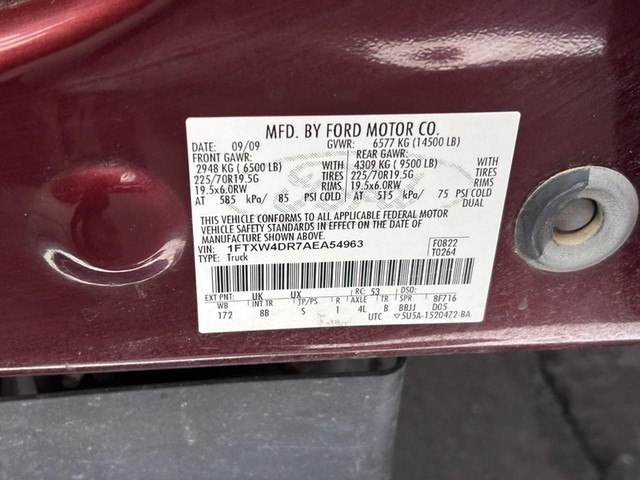 MFD. BY FORD MOTOR CO.
DATE: 09/09 GVWR: 6577 KG (14500 LB)
FRONT GAWR: REAR GAWR:
2948 KG ( 6500 LB) WITH 4309 KG ( 9500 LB) WITH
225/70R19.5G TIRES 225/70R19.5G TIRES
19.5x6.0RW RIMS 19.5x6.0RW RIMS
AT 585 kPa/ 85 PSI COLD AT 515 kPa/ 75 PSI COLD
DUAL
THIS VEHICLE CONFORMS TO ALL APPLICABLE FEDERAL MOTOR
VEHICLE SAFETY STANDARDS IN EFFECT ON THE DATE OF
MANUFACTURE SHOWN ABOVE.
VIN: 1FTXW4DR7AEA54963 F0822
TYPE: Truck T0264
EXT PNT: UK UX RC: 53 DSO:
WB INT TR TP/PS R AXLE TR SPR BF716
172 8B S 1 4L B BBJJ D05
UTC ▽5U5A-1520472-BA